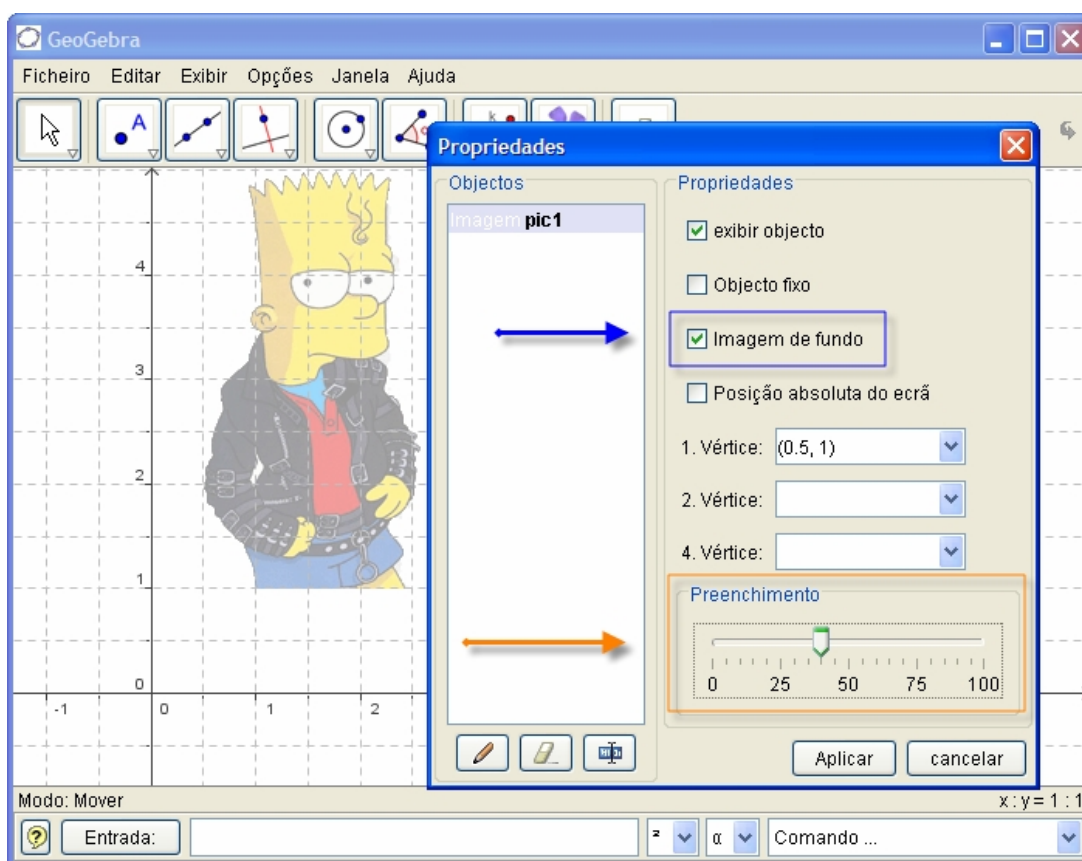 GeoGebra
Ficheiro Editar Exibir Opções Janela Ajuda
A
Propriedades
Objectos
Imagem pic1
Propriedades
exibir objecto
Objecto fixo
Imagem de fundo
Posição absoluta do ecrã
1. Vértice: (0.5, 1)
2. Vértice:
4. Vértice:
Preenchimento
0 25 50 75 100
Aplicar cancelar
4
3
2
1
0
-1 0 1 2
Modo: Mover x : y = 1 : 1
Entrada: ² α Comando ...